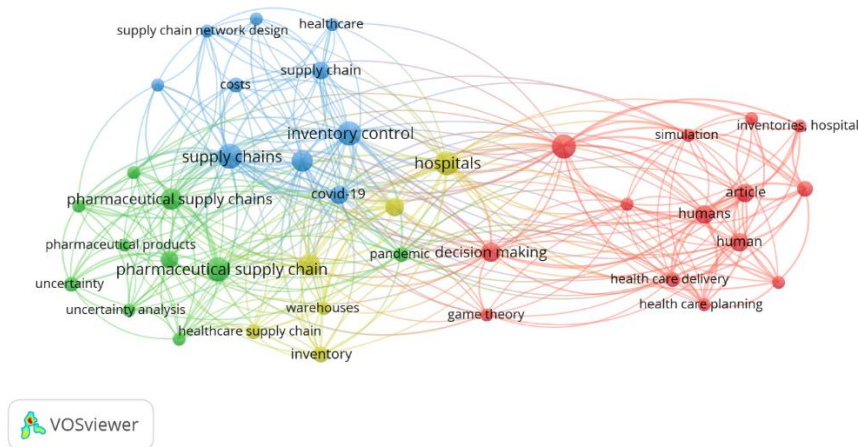 healthcare
supply chain network design
supply chain
costs
inventory control
supply chains
hospitals
covid-19
simulation
inventories, hospital
article
humans
human
pharmaceutical supply chains
pharmaceutical products
pharmaceutical supply chain
pandemic
decision making
uncertainty
uncertainty analysis
warehouses
healthcare supply chain
inventory
game theory
health care delivery
health care planning
VOSviewer